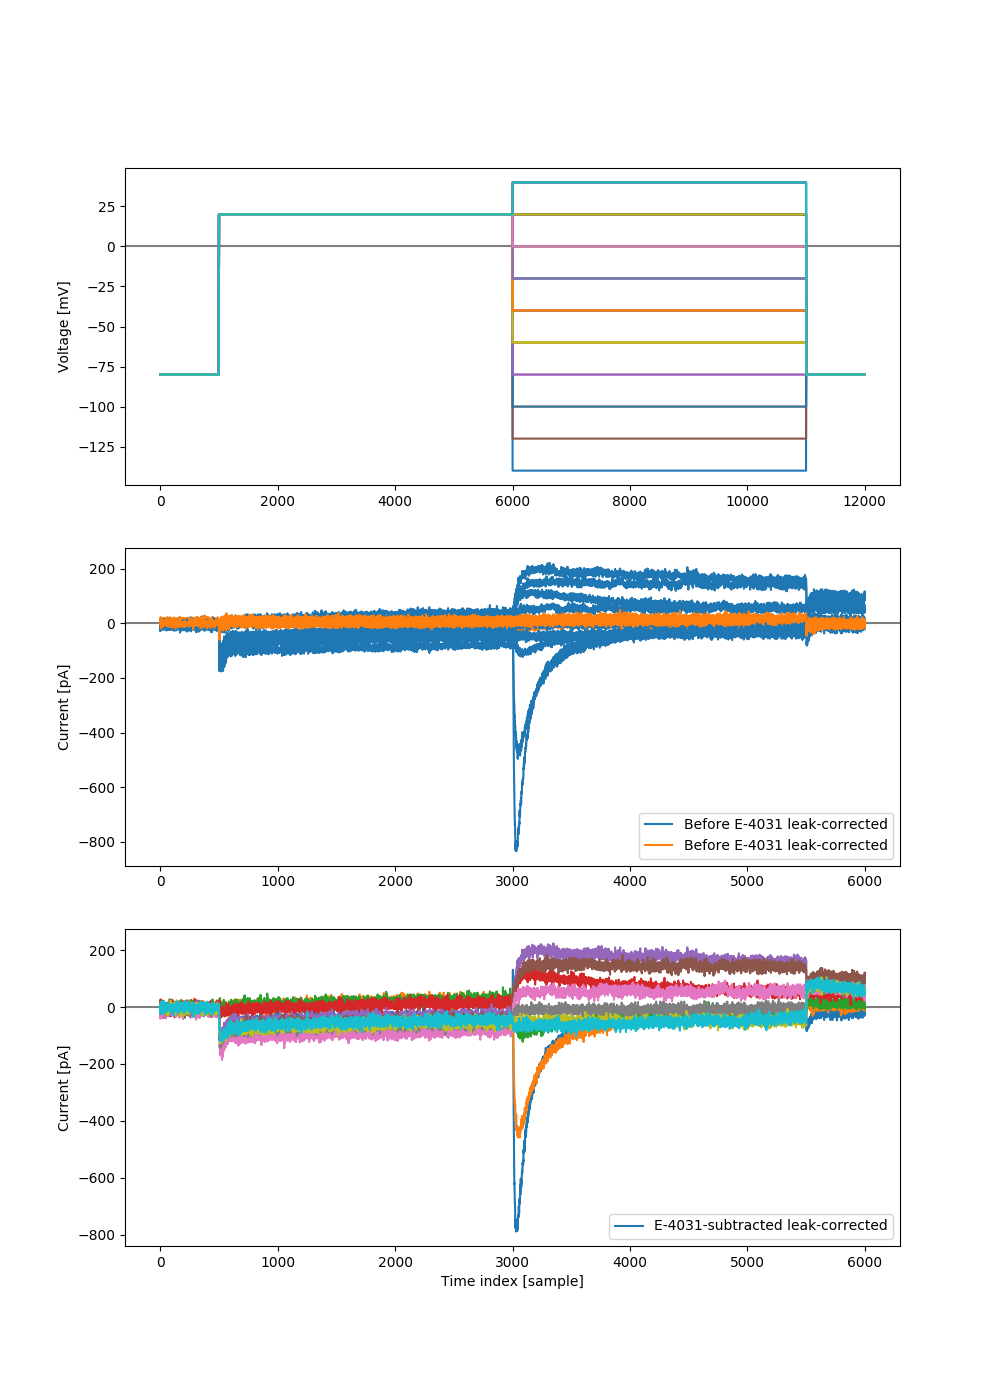 25
0
−25
−50
−75
−100
−125
Voltage [mV]
0 2000 4000 6000 8000 10000 12000
200
0
−200
−400
−600
−800
Current [pA]
Before E-4031 leak-corrected
Before E-4031 leak-corrected
0 1000 2000 3000 4000 5000 6000
200
0
−200
−400
−600
−800
Current [pA]
E-4031-subtracted leak-corrected
0 1000 2000 3000 4000 5000 6000
Time index [sample]